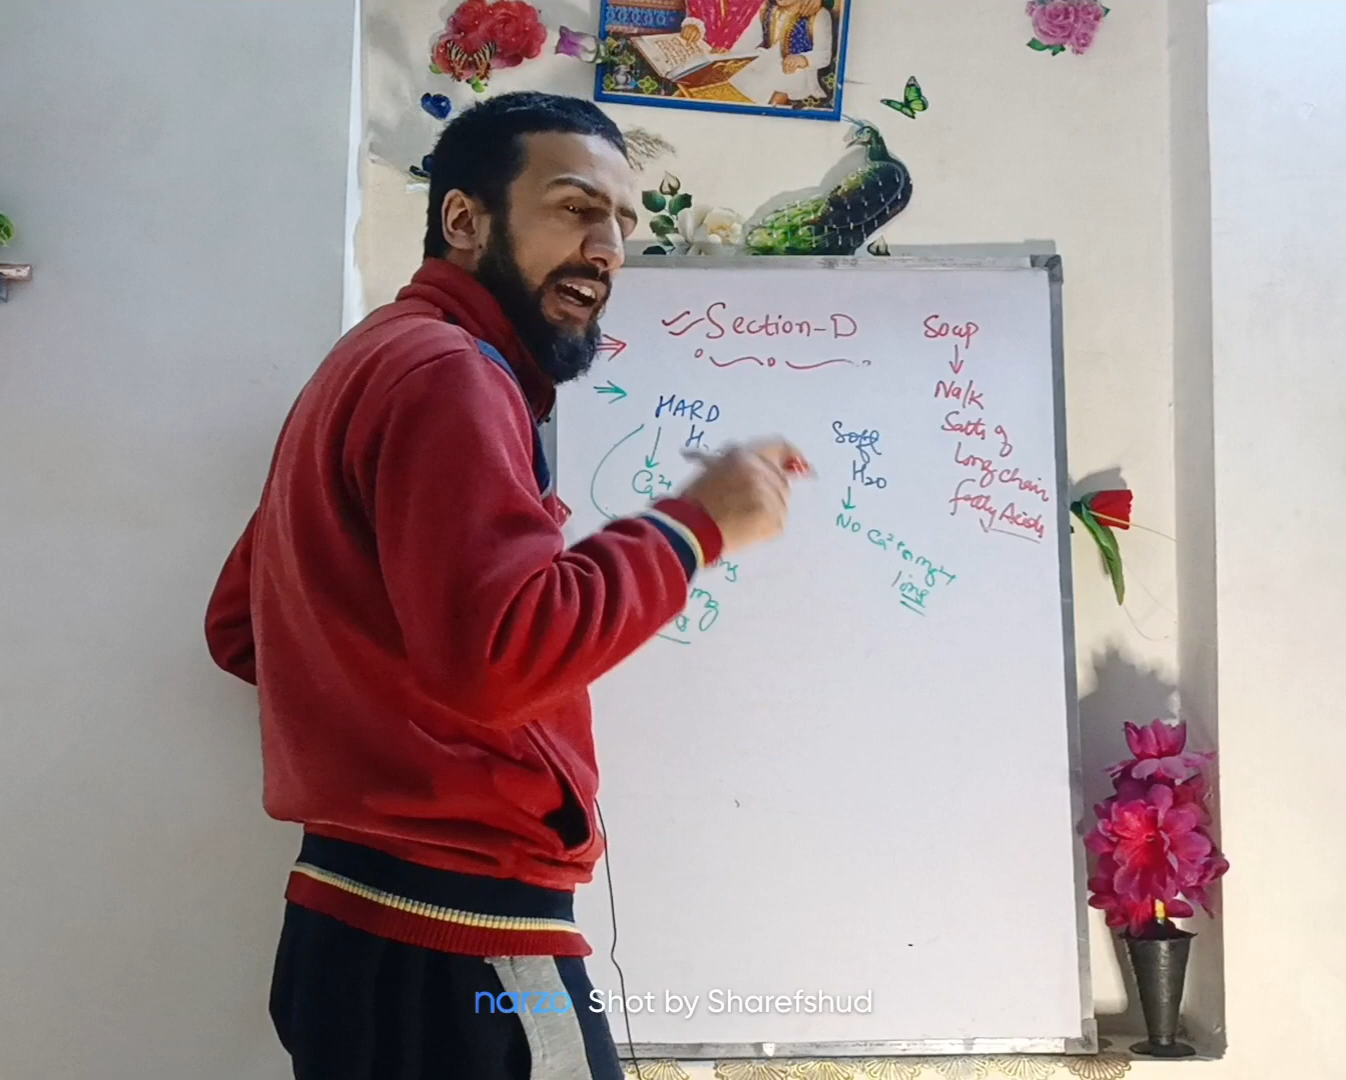 Section-D
HARD
Ca²⁺
Soft
H₂O
No Ca²⁺ mg²⁺
ions
Soap
Na/K
Salts of
Long chain
fatty Acids
narzo Shot by Sharefshud